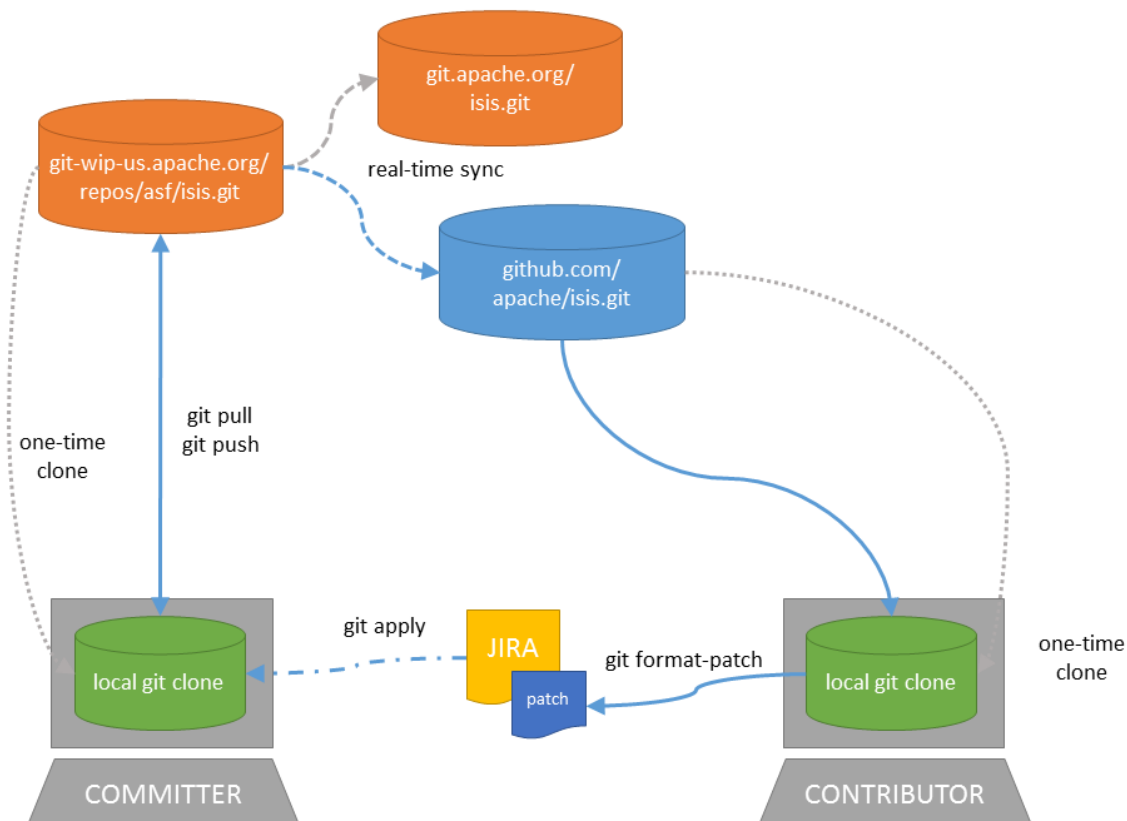 git.apache.org/
isis.git
git-wip-us.apache.org/
repos/asf/isis.git
real-time sync
github.com/
apache/isis.git
git pull
git push
one-time
clone
git apply
JIRA
patch
git format-patch
one-time
clone
local git clone
local git clone
COMMITTER
CONTRIBUTOR